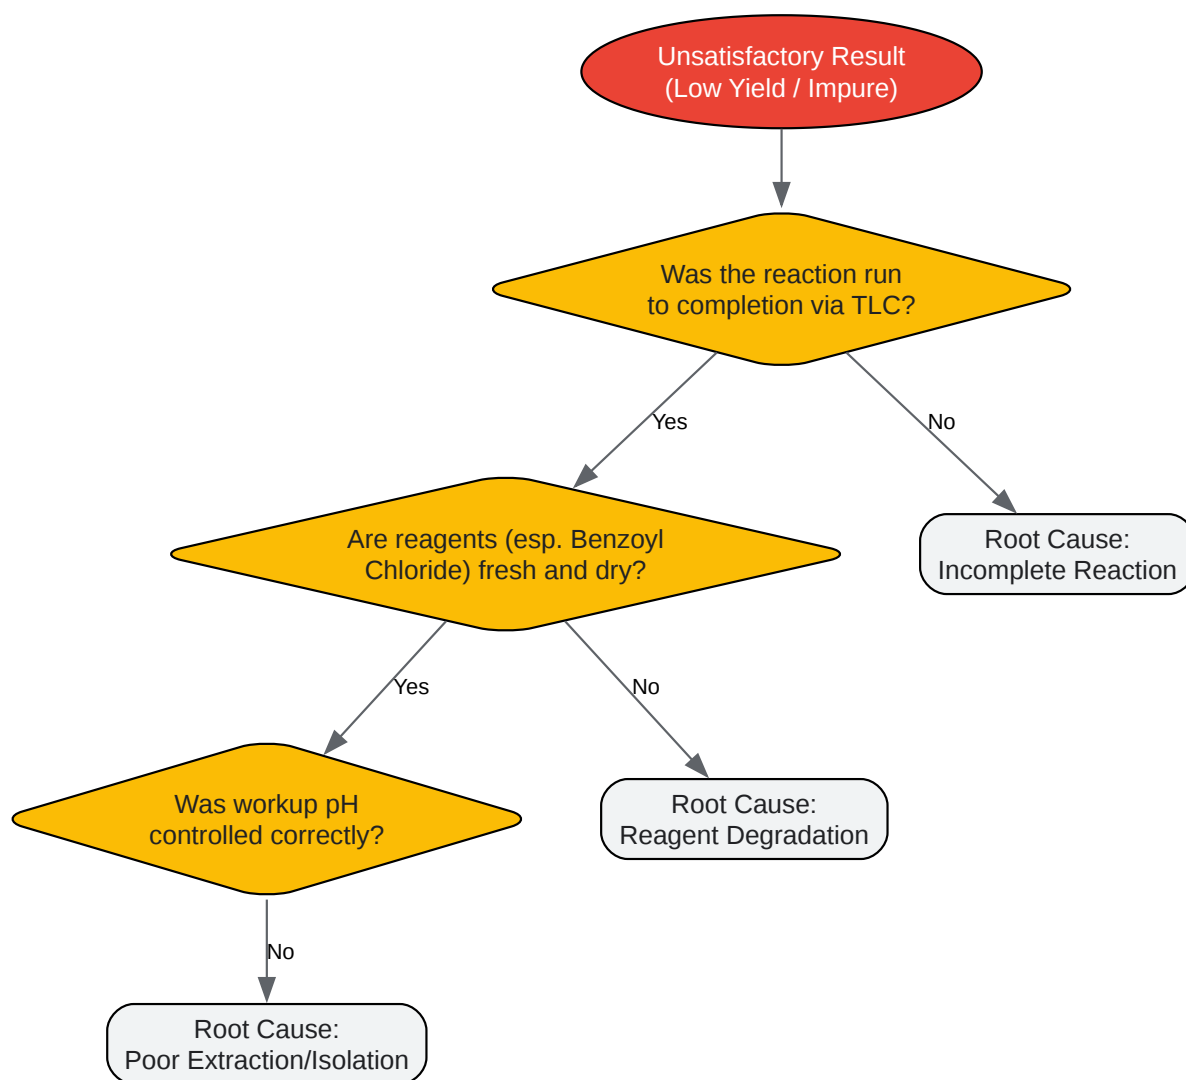 Unsatisfactory Result
(Low Yield / Impure)
Was the reaction run
to completion via TLC?
Yes
No
Are reagents (esp. Benzoyl
Chloride) fresh and dry?
Root Cause:
Incomplete Reaction
Yes
No
Was workup pH
controlled correctly?
Root Cause:
Reagent Degradation
No
Root Cause:
Poor Extraction/Isolation